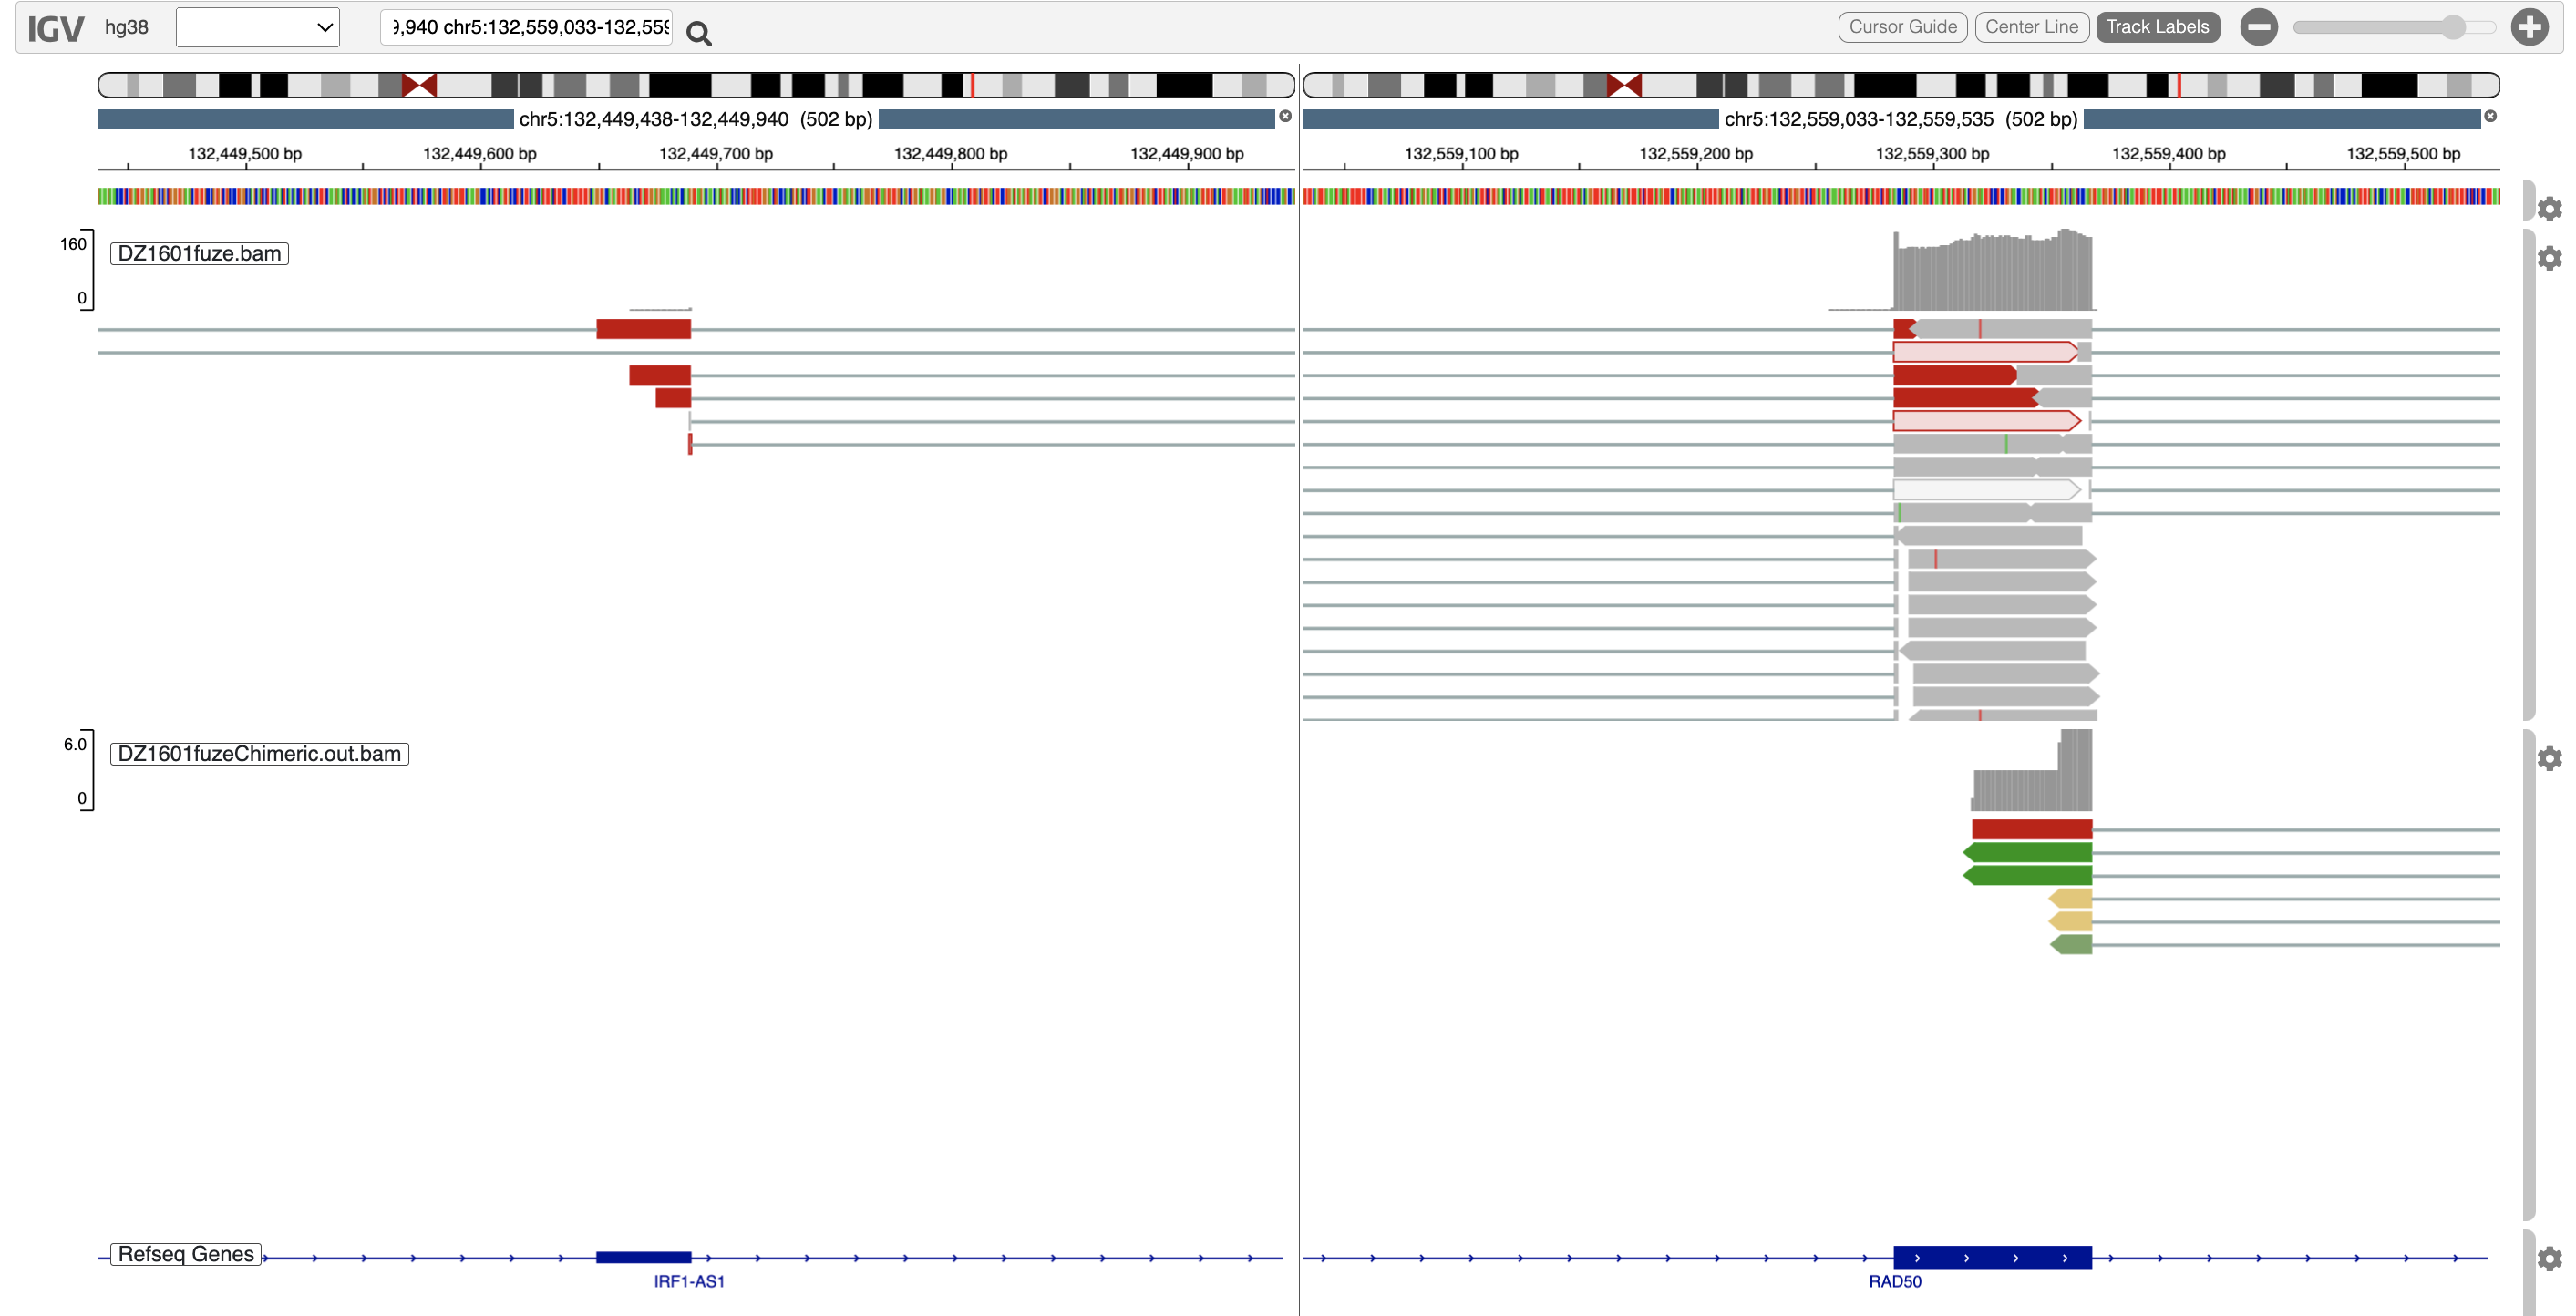 IGV hg38 9,940 chr5:132,559,033-132,559 Cursor Guide Center Line Track Labels
chr5:132,449,438-132,449,940 (502 bp) chr5:132,559,033-132,559,535 (502 bp)
132,449,500 bp 132,449,600 bp 132,449,700 bp 132,449,800 bp 132,449,900 bp 132,559,100 bp 132,559,200 bp 132,559,300 bp 132,559,400 bp 132,559,500 bp
160
DZ1601fuze.bam
0
6.0
DZ1601fuzeChimeric.out.bam
0
Refseq Genes
IRF1-AS1 RAD50